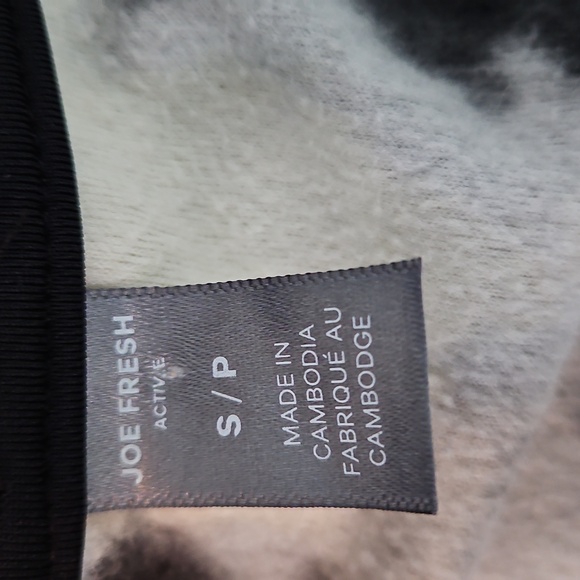 JOE FRESH
ACTIVE
S / P
MADE IN
CAMBODIA
FABRIQUÉ AU
CAMBODGE